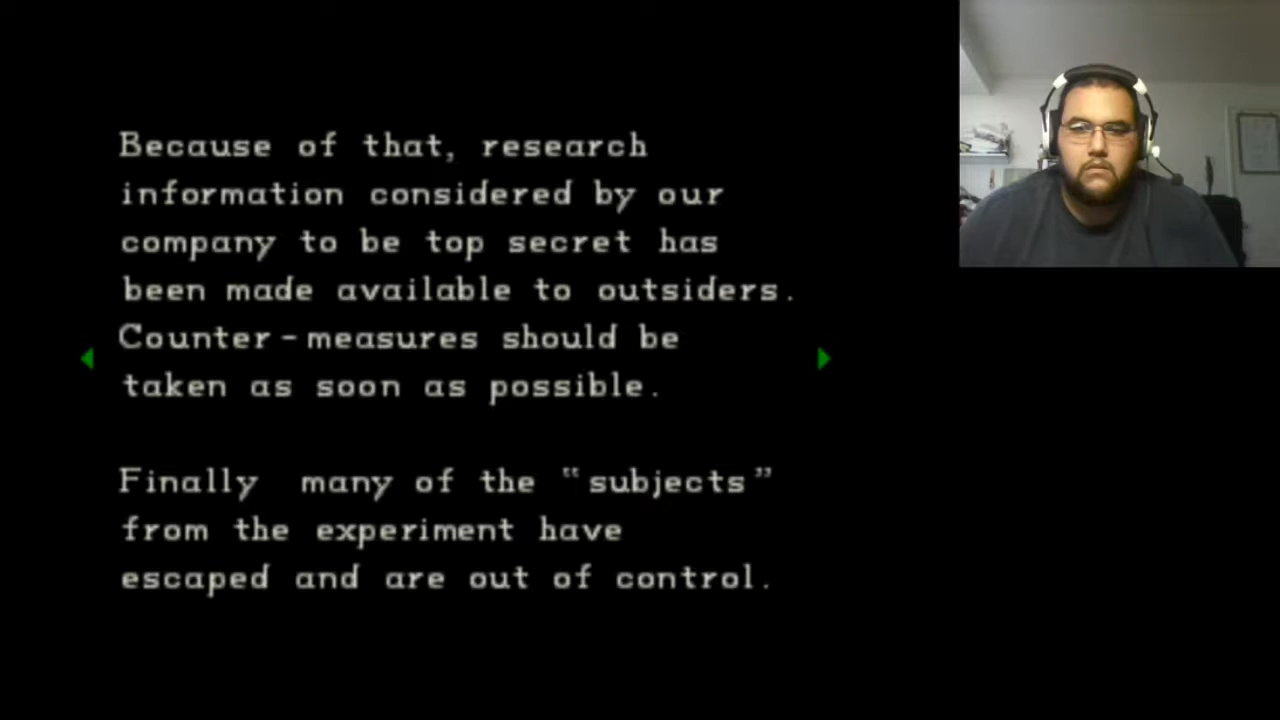 Because of that, research
information considered by our
company to be top secret has
been made available to outsiders.
Counter-measures should be
taken as soon as possible.
Finally many of the "subjects"
from the experiment have
escaped and are out of control.